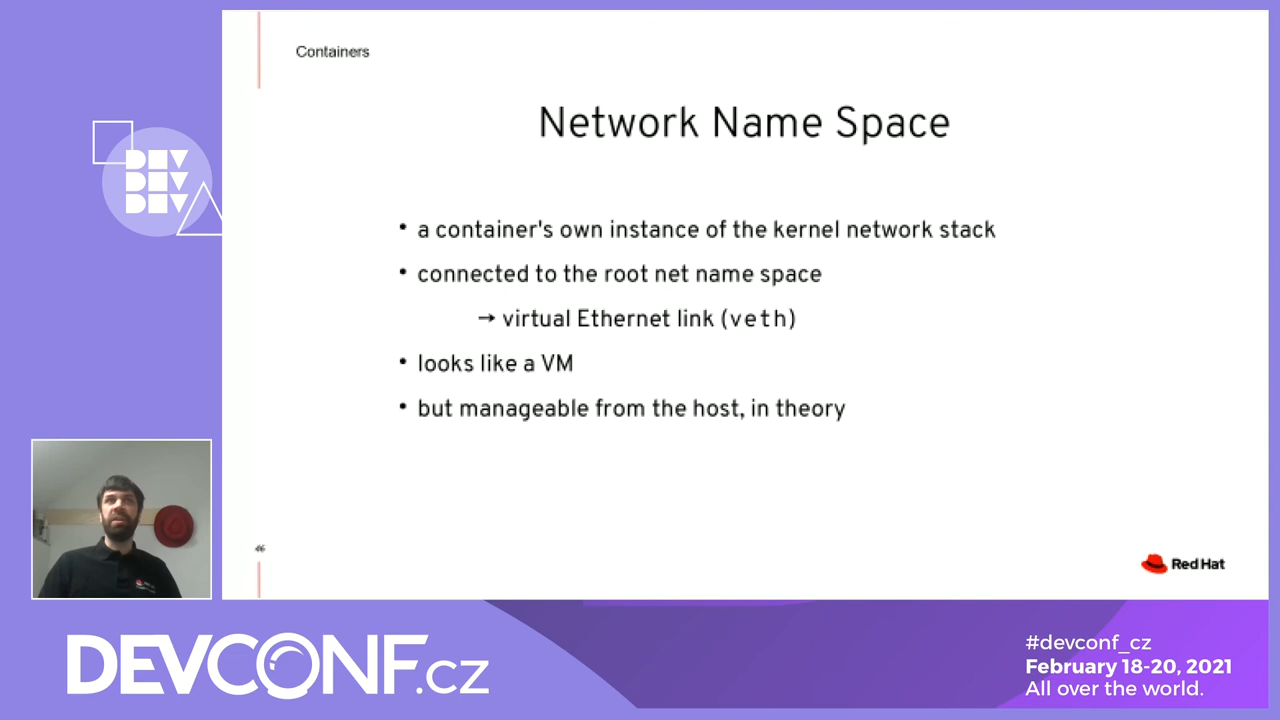 Containers
Network Name Space
• a container's own instance of the kernel network stack
• connected to the root net name space
→ virtual Ethernet link (veth)
• looks like a VM
• but manageable from the host, in theory
46
Red Hat
DEV
DEV
DEV
DEVCONF.cz
#devconf_cz
February 18-20, 2021
All over the world.